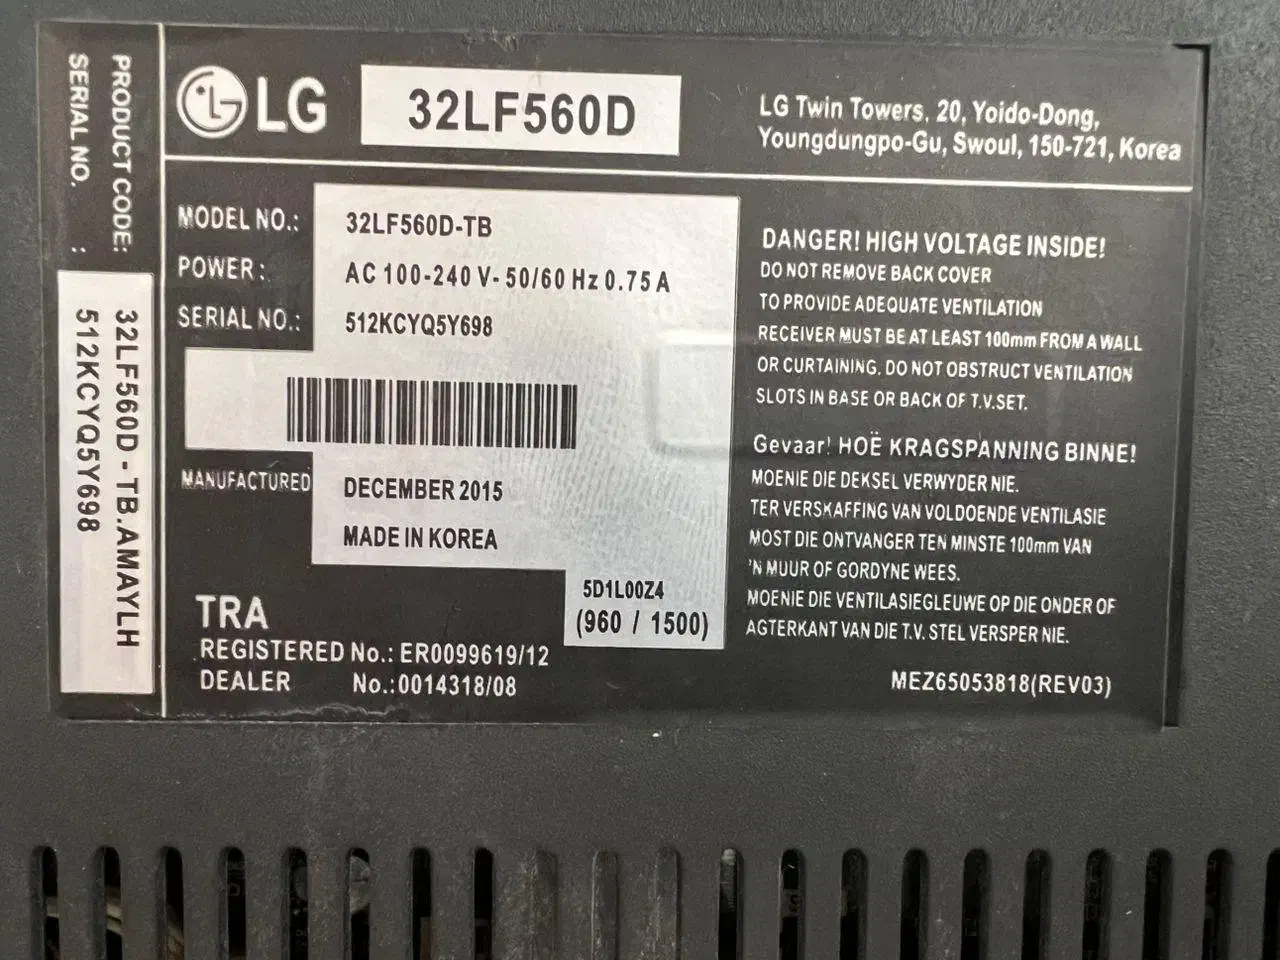 PRODUCT CODE: 32LF560D - TB.AMAYLH
SERIAL NO. : 512KCYQ5Y698
LG
32LF560D
LG Twin Towers, 20, Yoido-Dong,
Youngdungpo-Gu, Swoul, 150-721, Korea
MODEL NO.: 32LF560D-TB
POWER: AC 100-240 V- 50/60 Hz 0.75 A
SERIAL NO.: 512KCYQ5Y698
MANUFACTURED DECEMBER 2015
MADE IN KOREA
5D1L00Z4
(960 / 1500)
TRA
REGISTERED No.: ER0099619/12
DEALER No.:0014318/08
DANGER! HIGH VOLTAGE INSIDE!
DO NOT REMOVE BACK COVER
TO PROVIDE ADEQUATE VENTILATION
RECEIVER MUST BE AT LEAST 100mm FROM A WALL
OR CURTAINING. DO NOT OBSTRUCT VENTILATION
SLOTS IN BASE OR BACK OF T.V.SET.
Gevaar! HOË KRAGSPANNING BINNE!
MOENIE DIE DEKSEL VERWYDER NIE.
TER VERSKAFFING VAN VOLDOENDE VENTILASIE
MOST DIE ONTVANGER TEN MINSTE 100mm VAN
'N MUUR OF GORDYNE WEES.
MOENIE DIE VENTILASIEGLEUWE OP DIE ONDER OF
AGTERKANT VAN DIE T.V. STEL VERSPER NIE.
MEZ65053818(REV03)